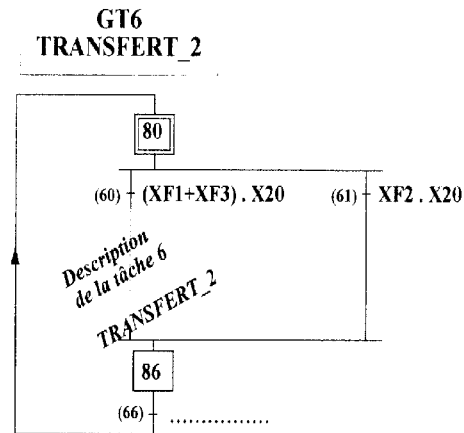 GT6
TRANSFERT_2
80
(60) (XF1+XF3) . X20
(61) XF2 . X20
Description
de la tâche 6
TRANSFERT_2
86
(66) ................